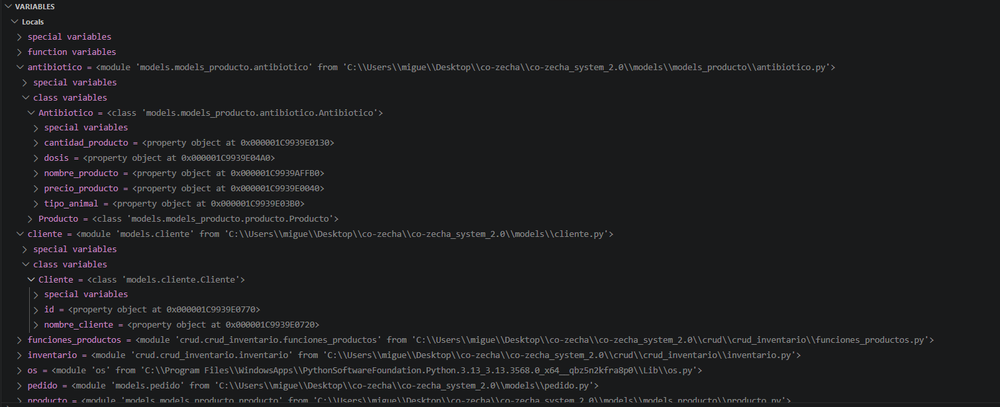 VARIABLES
Locals
special variables
function variables
antibiotico = <module 'models.models_producto.antibiotico' from 'C:\\Users\\migue\\Desktop\\co-zecha\\co-zecha_system_2.0\\models\\models_producto\\antibiotico.py'>
special variables
class variables
Antibiotico = <class 'models.models_producto.antibiotico.Antibiotico'>
special variables
cantidad_producto = <property object at 0x000001C9939E0130>
dosis = <property object at 0x000001C9939E04A0>
nombre_producto = <property object at 0x000001C9939AFFB0>
precio_producto = <property object at 0x000001C9939E0040>
tipo_animal = <property object at 0x000001C9939E03B0>
Producto = <class 'models.models_producto.producto.Producto'>
cliente = <module 'models.cliente' from 'C:\\Users\\migue\\Desktop\\co-zecha\\co-zecha_system_2.0\\models\\cliente.py'>
special variables
class variables
Cliente = <class 'models.cliente.Cliente'>
special variables
id = <property object at 0x000001C9939E0770>
nombre_cliente = <property object at 0x000001C9939E0720>
funciones_productos = <module 'crud.crud_inventario.funciones_productos' from 'C:\\Users\\migue\\Desktop\\co-zecha\\co-zecha_system_2.0\\crud\\crud_inventario\\funciones_productos.py'>
inventario = <module 'crud.crud_inventario.inventario' from 'C:\\Users\\migue\\Desktop\\co-zecha\\co-zecha_system_2.0\\crud\\crud_inventario\\inventario.py'>
os = <module 'os' from 'C:\\Program Files\\WindowsApps\\PythonSoftwareFoundation.Python.3.13_3.13.3568.0_x64__qbz5n2kfra8p0\\Lib\\os.py'>
pedido = <module 'models.pedido' from 'C:\\Users\\migue\\Desktop\\co-zecha\\co-zecha_system_2.0\\models\\pedido.py'>
producto = <module 'models.models_producto.producto' from 'C:\\Users\\migue\\Desktop\\co-zecha\\co-zecha_system_2.0\\models\\models_producto\\producto.py'>